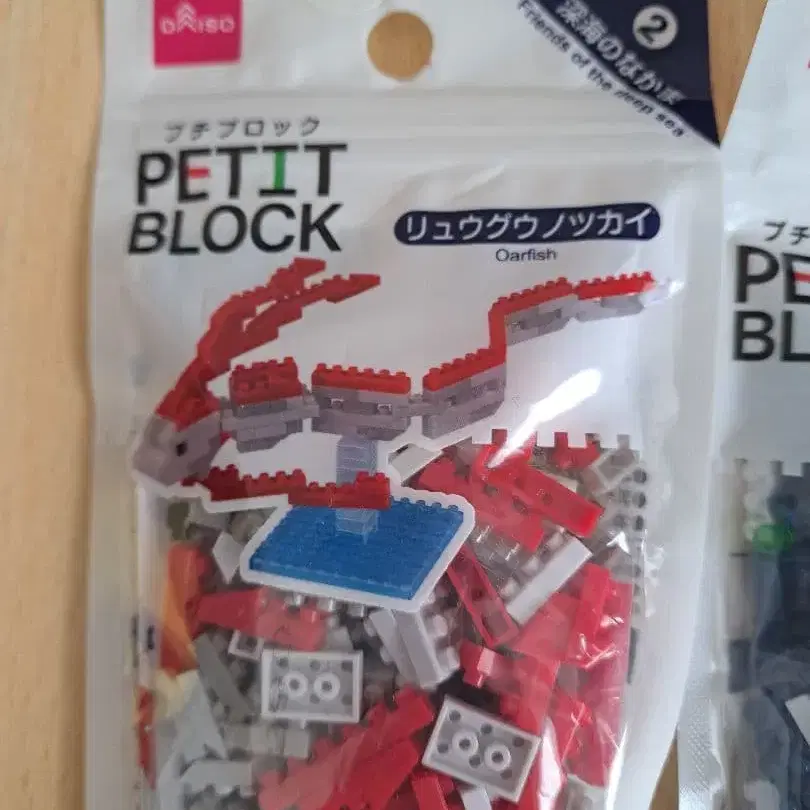 DAISO
②
深海のなかま
Friends of the deep sea
プチブロック
PETIT
BLOCK
リュウグウノツカイ
Oarfish
プチ
PE
BL